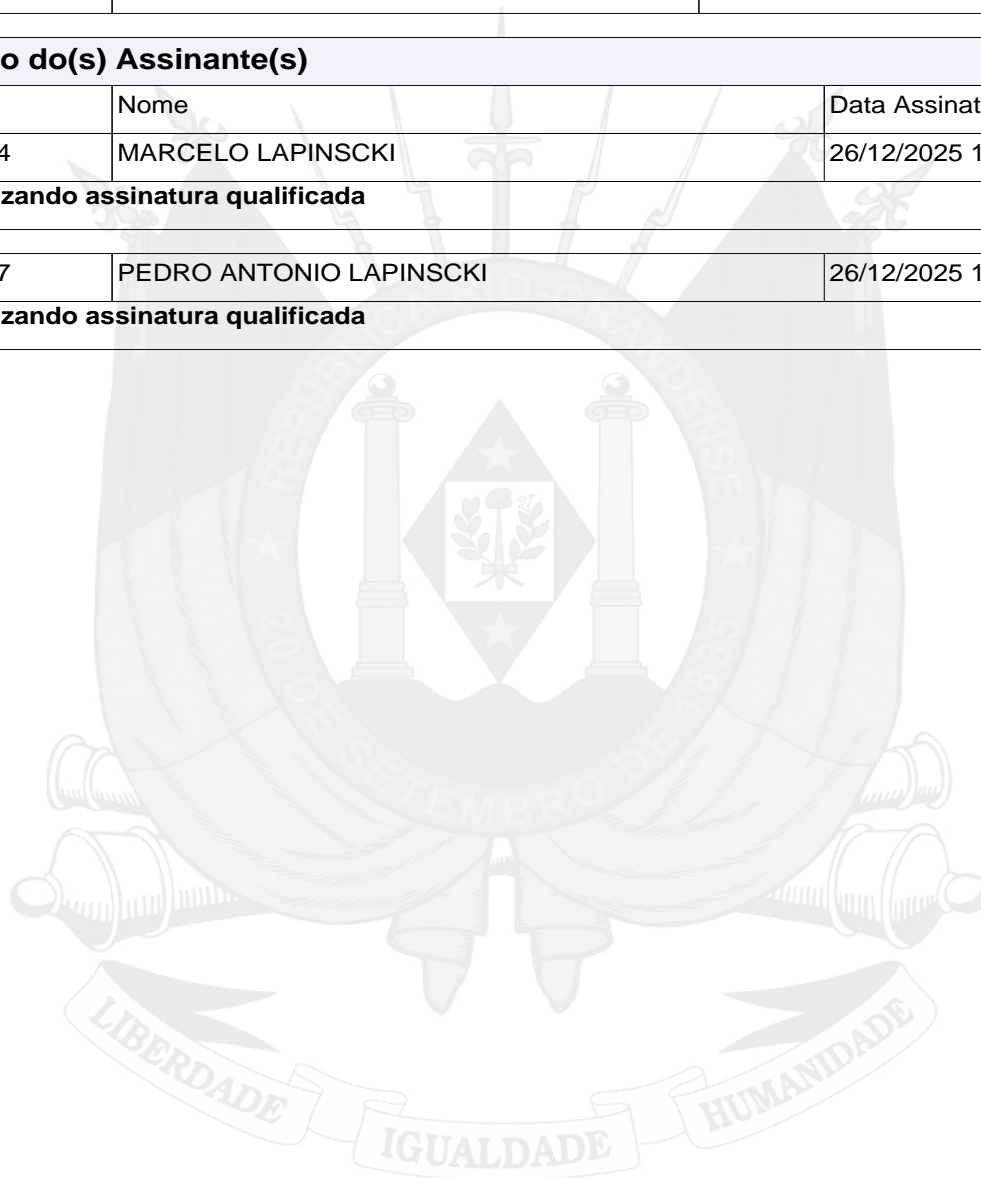 o do(s) Assinante(s)
Nome Data Assinat
4 MARCELO LAPINSCKI 26/12/2025 1
zando assinatura qualificada
7 PEDRO ANTONIO LAPINSCKI 26/12/2025 1
zando assinatura qualificada
REPÚBLICA RIO-GRANDENSE
20 DE SETEMBRO DE 1835
LIBERDADE IGUALDADE HUMANIDADE